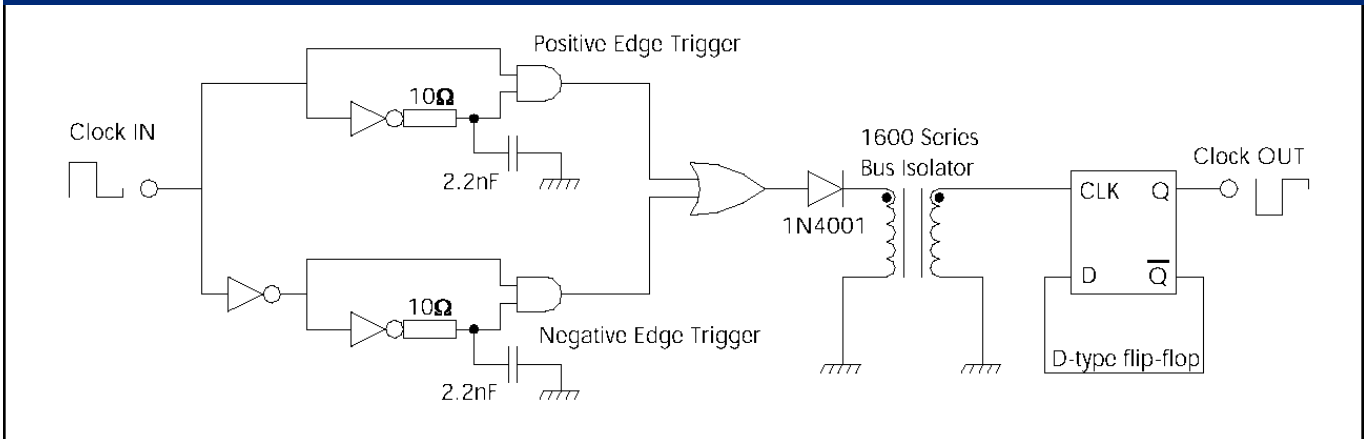 Positive Edge Trigger
10Ω
Clock IN
2.2nF
1600 Series
Bus Isolator
Clock OUT
1N4001
CLK Q
D Q
10Ω
Negative Edge Trigger
2.2nF
D-type flip-flop